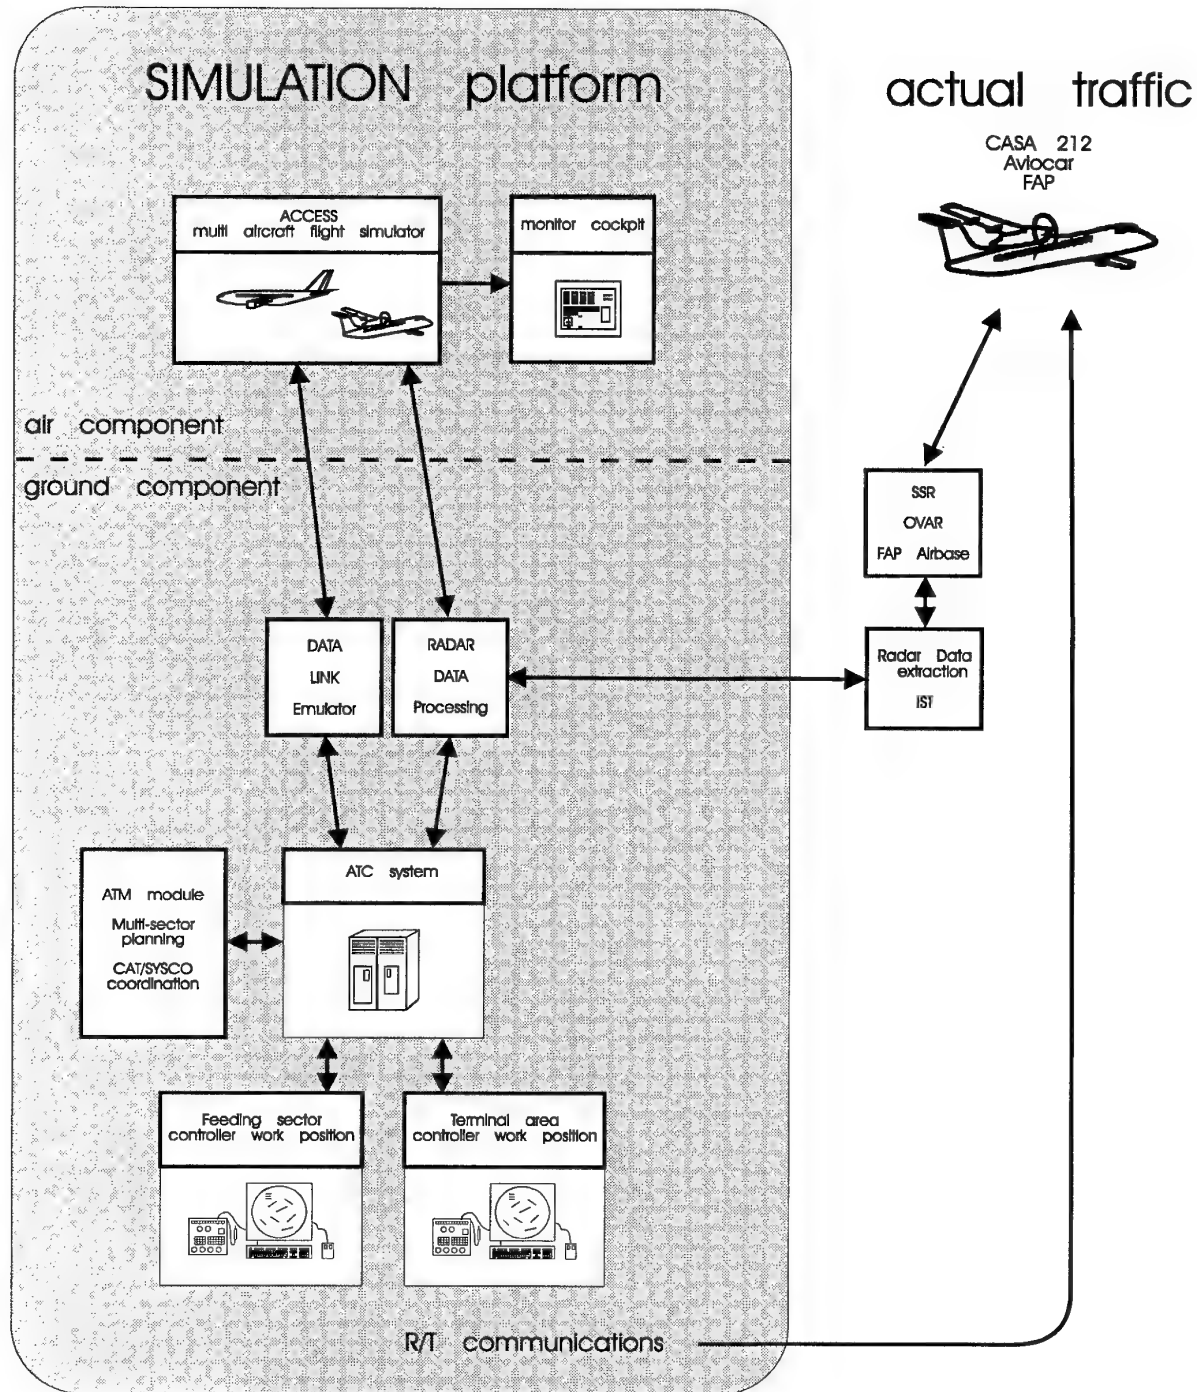 SIMULATION platform
actual traffic
CASA 212
Aviocar
FAP
ACCESS
multi aircraft flight simulator
monitor cockpit
air component
ground component
SSR
OVAR
FAP Airbase
DATA
LINK
Emulator
RADAR
DATA
Processing
Radar Data
extraction
IST
ATM module
Multi-sector
planning
CAT/SYSCO
coordination
ATC system
Feeding sector
controller work position
Terminal area
controller work position
R/T communications